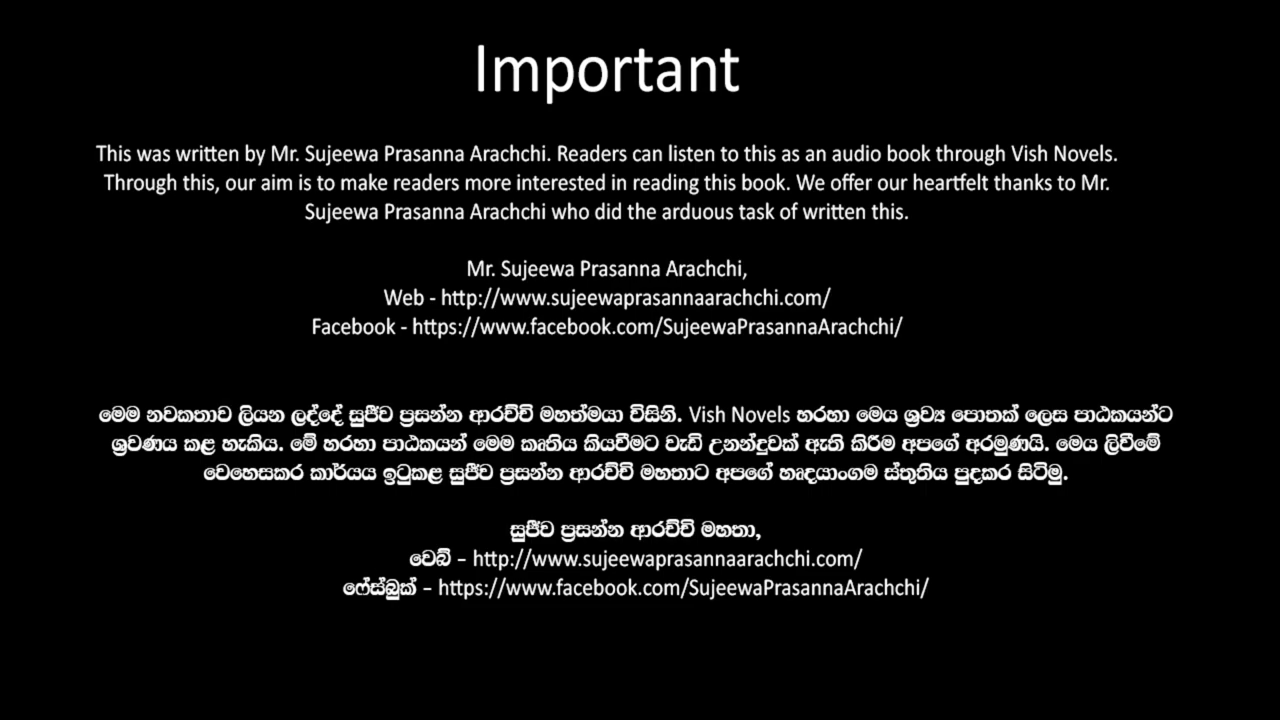 Important
This was written by Mr. Sujeewa Prasanna Arachchi. Readers can listen to this as an audio book through Vish Novels.
Through this, our aim is to make readers more interested in reading this book. We offer our heartfelt thanks to Mr.
Sujeewa Prasanna Arachchi who did the arduous task of written this.
Mr. Sujeewa Prasanna Arachchi,
Web - http://www.sujeewaprasannaarachchi.com/
Facebook - https://www.facebook.com/SujeewaPrasannaArachchi/
මෙම නවකතාව ලියන ලද්දේ සුජීව ප්‍රසන්න ආරච්චි මහත්මයා විසිනි. Vish Novels හරහා මෙය ශ්‍රව්‍ය පොතක් ලෙස පාඨකයන්ට
ශ්‍රවණය කළ හැකිය. මේ හරහා පාඨකයන් මෙම කෘතිය කියවීමට වැඩි උනන්දුවක් ඇති කිරීම අපගේ අරමුණයි. මෙය ලිවීමේ
වෙහෙසකර කාර්යය ඉටුකළ සුජීව ප්‍රසන්න ආරච්චි මහතාට අපගේ හෘදයාංගම ස්තුතිය පුදකර සිටිමු.
සුජීව ප්‍රසන්න ආරච්චි මහතා,
වෙබ් – http://www.sujeewaprasannaarachchi.com/
ෆේස්බුක් – https://www.facebook.com/SujeewaPrasannaArachchi/